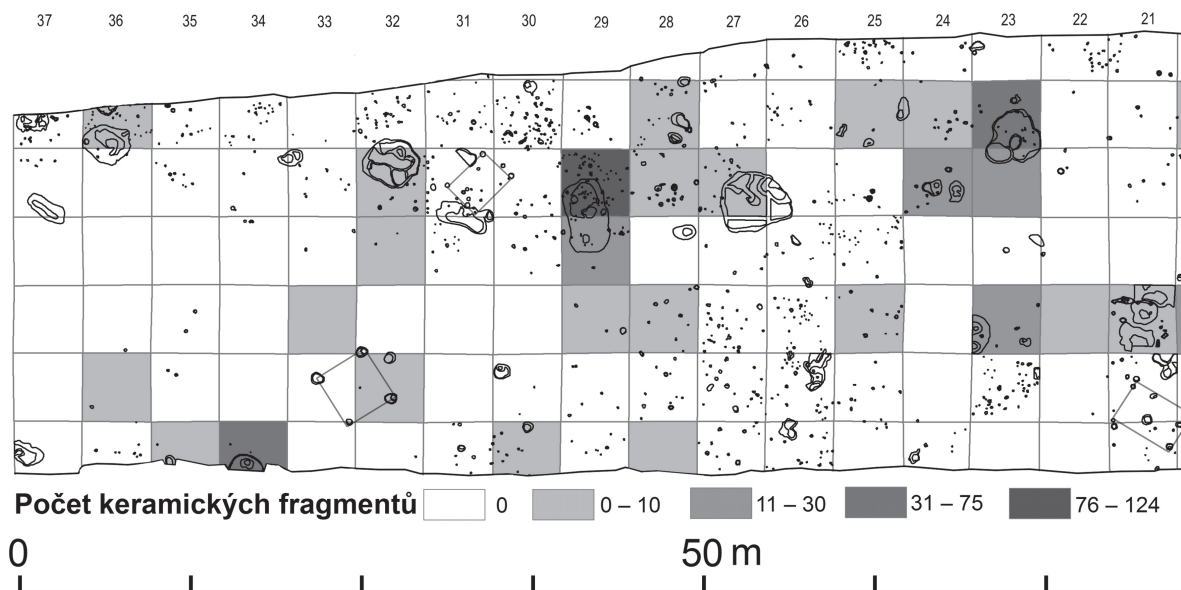 37 36 35 34 33 32 31 30 29 28 27 26 25 24 23 22 21
Počet keramických fragmentů 0 0 – 10 11 – 30 31 – 75 76 – 124
0 50 m